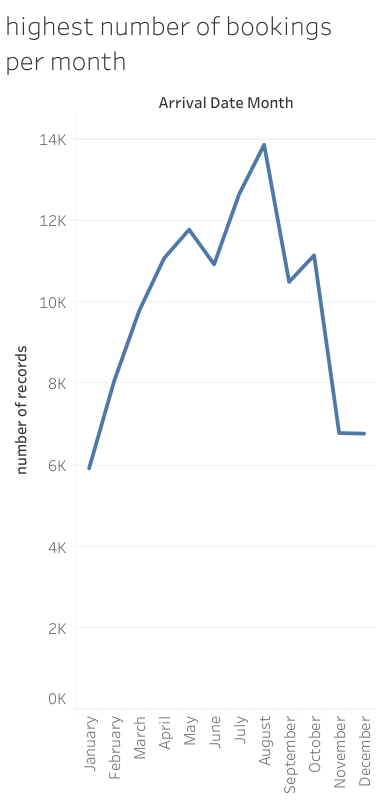 highest number of bookings
per month
Arrival Date Month
14K
12K
10K
8K
6K
4K
2K
0K
number of records
January
February
March
April
May
June
July
August
September
October
November
December